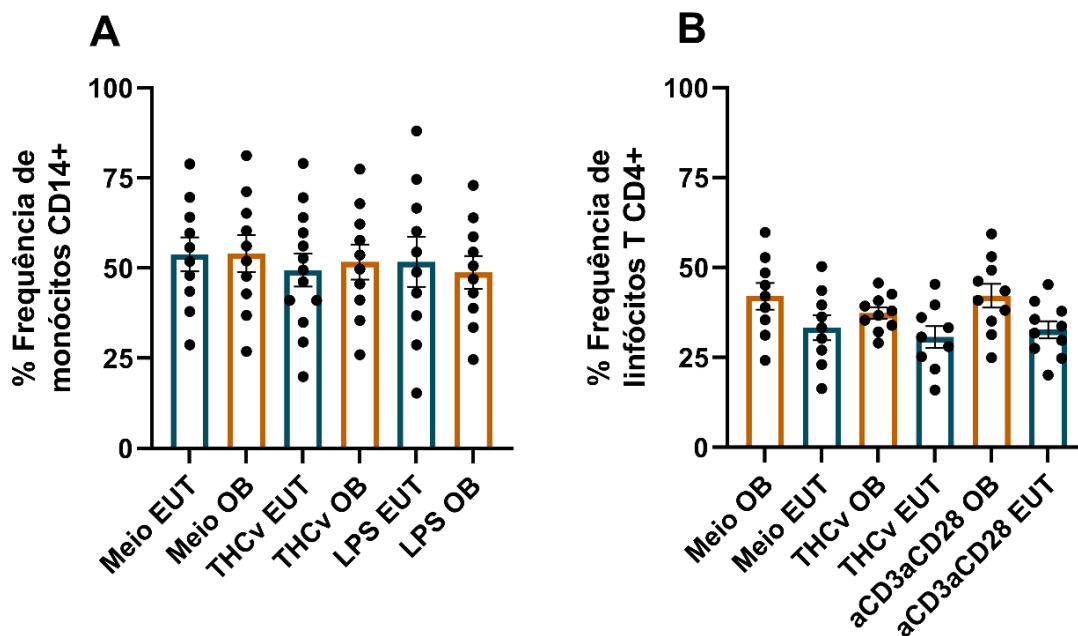 A
% Frequência de
monócitos CD14+
100
75
50
25
0
Meio EUT
Meio OB
THCv EUT
THCv OB
LPS EUT
LPS OB
B
% Frequência de
linfócitos T CD4+
100
75
50
25
0
Meio OB
Meio EUT
THCv OB
THCv EUT
aCD3aCD28 OB
aCD3aCD28 EUT